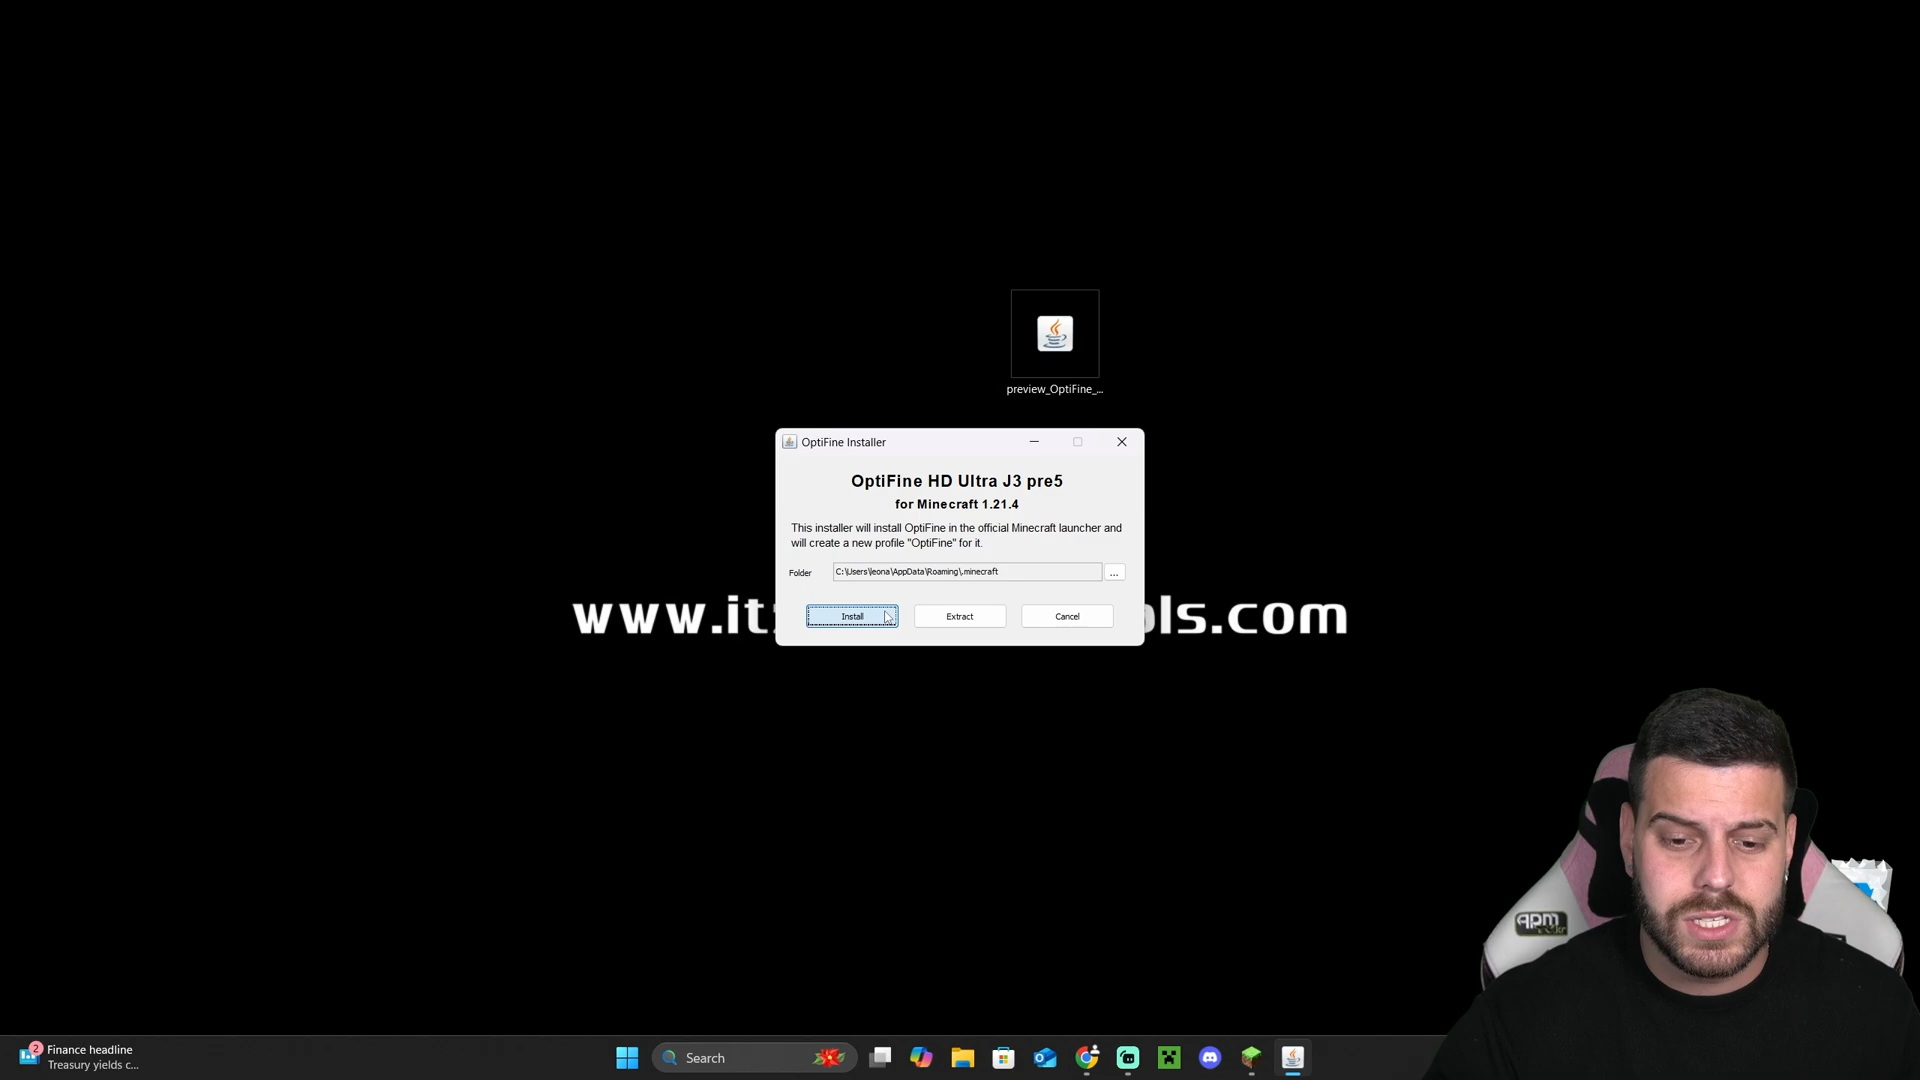 preview_OptiFine_...
OptiFine Installer
OptiFine HD Ultra J3 pre5
for Minecraft 1.21.4
This installer will install OptiFine in the official Minecraft launcher and
will create a new profile "OptiFine" for it.
Folder C:\Users\leona\AppData\Roaming\.minecraft ...
www.it ols.com
Install Extract Cancel
apm
2
Finance headline
Treasury yields c...
Search